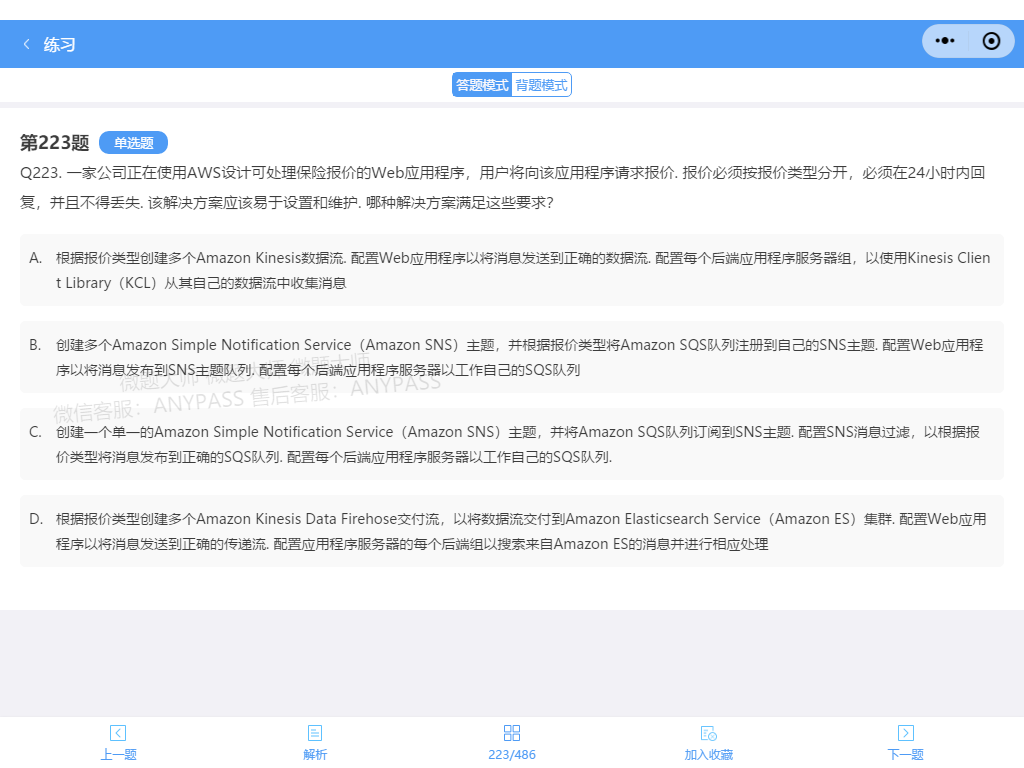 练习
答题模式 背题模式
第223题 单选题
Q223. 一家公司正在使用AWS设计可处理保险报价的Web应用程序，用户将向该应用程序请求报价. 报价必须按报价类型分开，必须在24小时内回
复，并且不得丢失. 该解决方案应该易于设置和维护. 哪种解决方案满足这些要求?
A. 根据报价类型创建多个Amazon Kinesis数据流. 配置Web应用程序以将消息发送到正确的数据流. 配置每个后端应用程序服务器组，以使用Kinesis Clien
t Library（KCL）从其自己的数据流中收集消息
B. 创建多个Amazon Simple Notification Service（Amazon SNS）主题，并根据报价类型将Amazon SQS队列注册到自己的SNS主题. 配置Web应用程
序以将消息发布到SNS主题队列. 配置每个后端应用程序服务器以工作自己的SQS队列
微题大师 微题大师 微题大师
微信客服：ANYPASS 售后客服：ANYPASS
C. 创建一个单一的Amazon Simple Notification Service（Amazon SNS）主题，并将Amazon SQS队列订阅到SNS主题. 配置SNS消息过滤，以根据报
价类型将消息发布到正确的SQS队列. 配置每个后端应用程序服务器以工作自己的SQS队列.
D. 根据报价类型创建多个Amazon Kinesis Data Firehose交付流，以将数据流交付到Amazon Elasticsearch Service（Amazon ES）集群. 配置Web应用
程序以将消息发送到正确的传递流. 配置应用程序服务器的每个后端组以搜索来自Amazon ES的消息并进行相应处理
上一题 解析 223/486 加入收藏 下一题